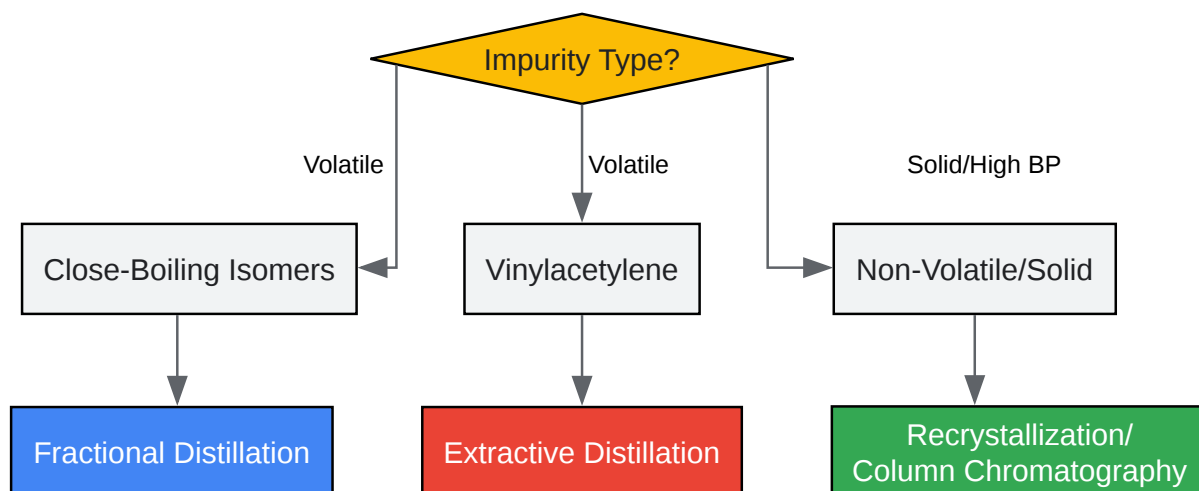 Impurity Type?
Volatile
Volatile
Solid/High BP
Close-Boiling Isomers
Vinylacetylene
Non-Volatile/Solid
Fractional Distillation
Extractive Distillation
Recrystallization/
Column Chromatography